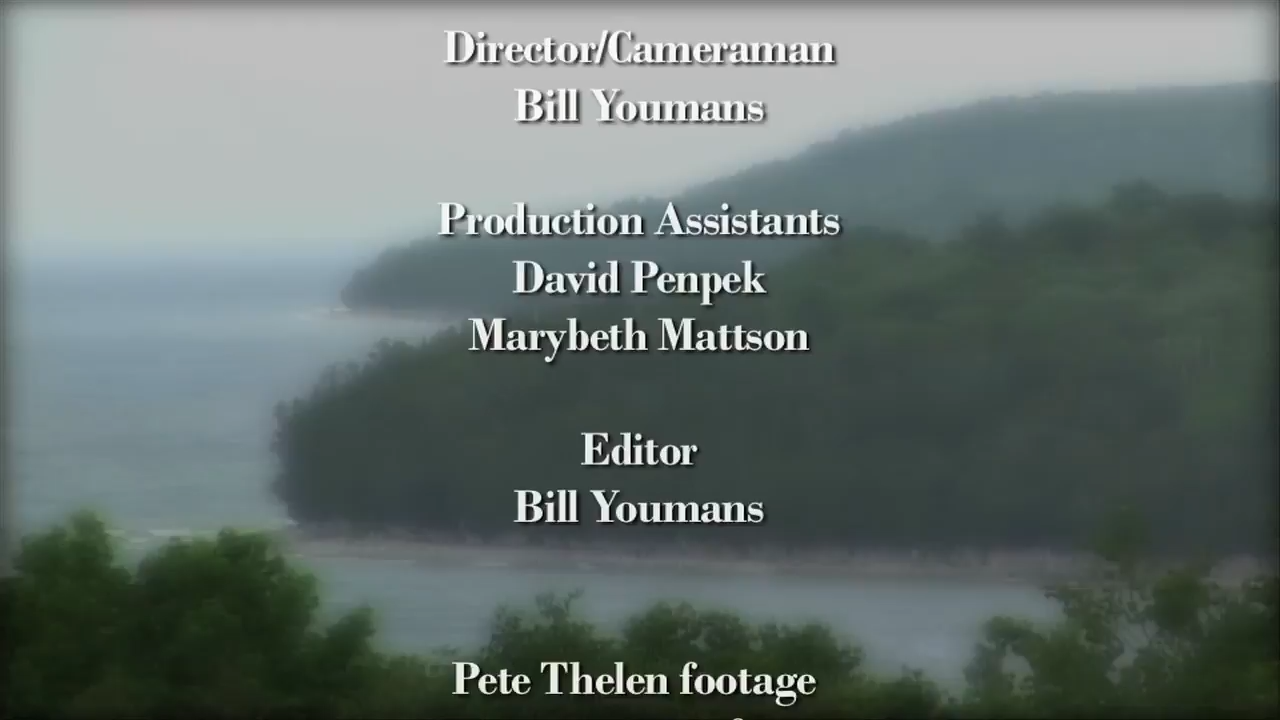 Director/Cameraman
Bill Youmans
Production Assistants
David Penpek
Marybeth Mattson
Editor
Bill Youmans
Pete Thelen footage